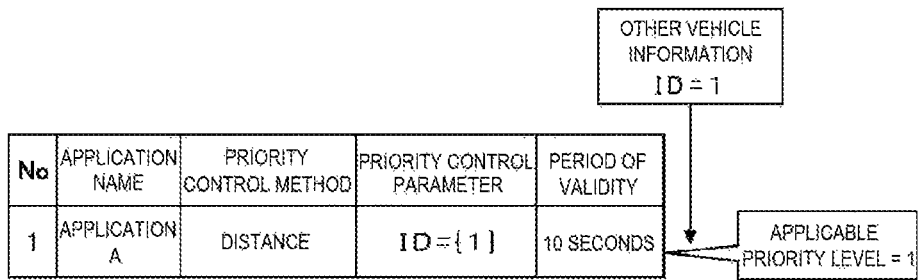 OTHER VEHICLE
INFORMATION
ID = 1
No
APPLICATION
NAME
PRIORITY
CONTROL METHOD
PRIORITY CONTROL
PARAMETER
PERIOD OF
VALIDITY
1
APPLICATION
A
DISTANCE
ID={1}
10 SECONDS
APPLICABLE
PRIORITY LEVEL = 1